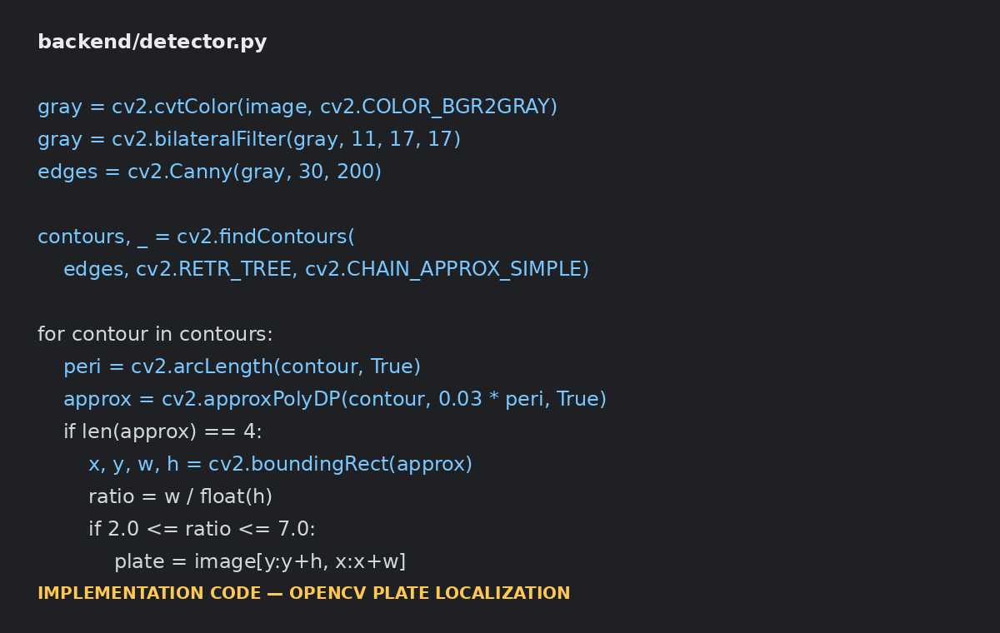 backend/detector.py
gray = cv2.cvtColor(image, cv2.COLOR_BGR2GRAY)
gray = cv2.bilateralFilter(gray, 11, 17, 17)
edges = cv2.Canny(gray, 30, 200)
contours, _ = cv2.findContours(
    edges, cv2.RETR_TREE, cv2.CHAIN_APPROX_SIMPLE)
for contour in contours:
    peri = cv2.arcLength(contour, True)
    approx = cv2.approxPolyDP(contour, 0.03 * peri, True)
    if len(approx) == 4:
        x, y, w, h = cv2.boundingRect(approx)
        ratio = w / float(h)
        if 2.0 <= ratio <= 7.0:
            plate = image[y:y+h, x:x+w]
IMPLEMENTATION CODE — OPENCV PLATE LOCALIZATION